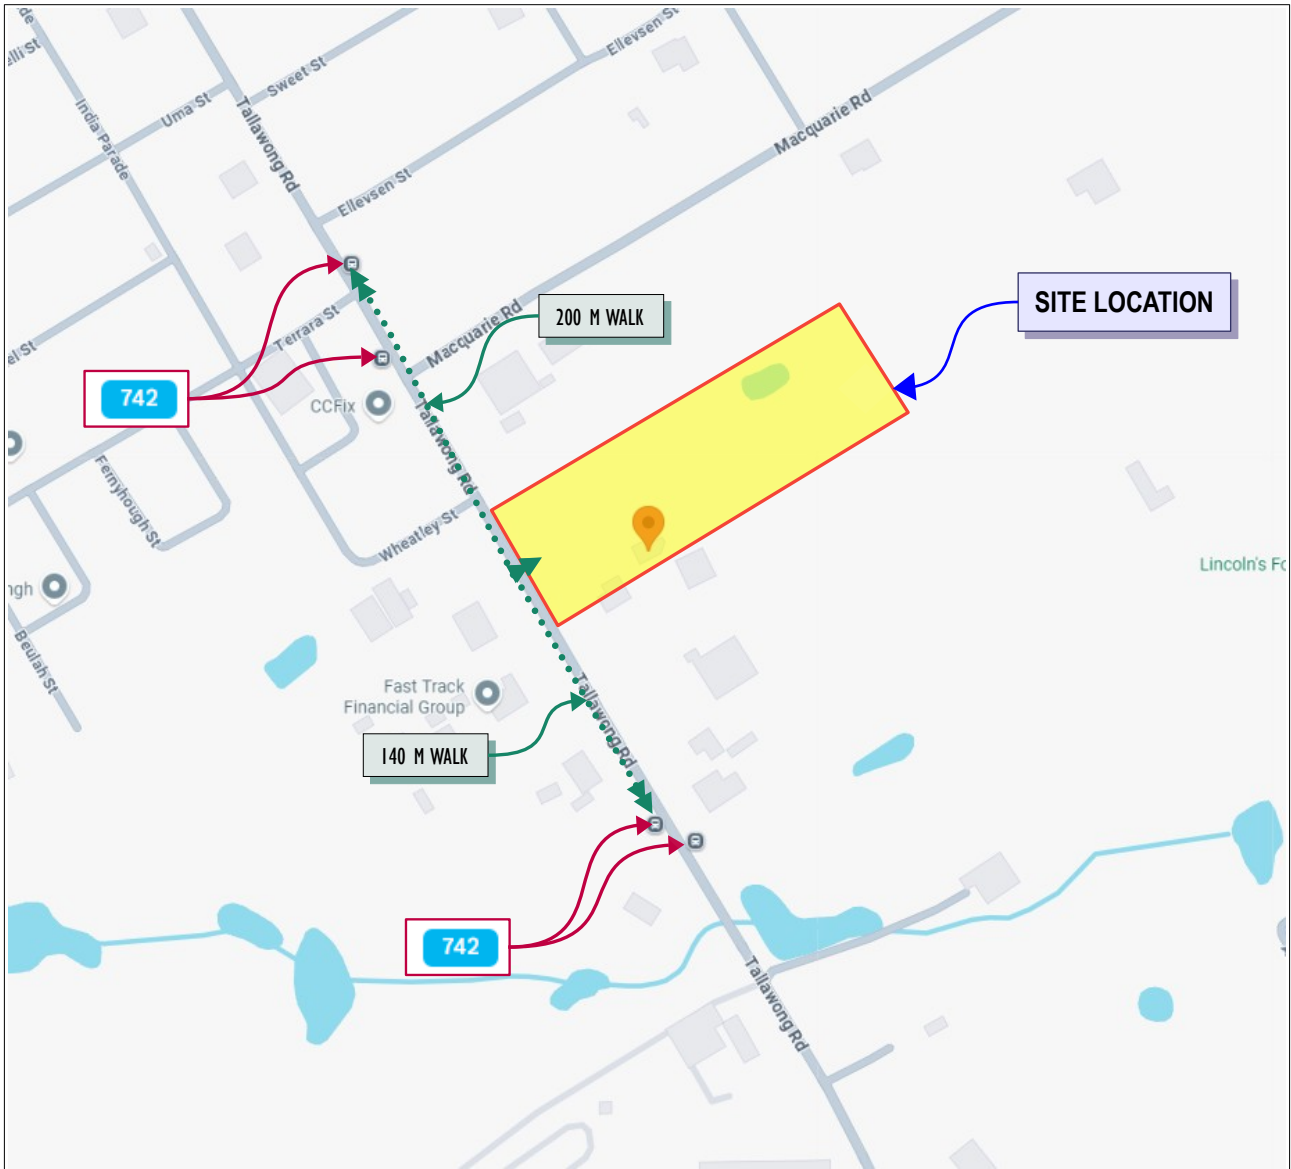 Ellevsen St
Sweet St
Uma St
India Parade
Tallawong Rd
Macquarie Rd
Ellevsen St
Macquarie Rd
Terrara St
SITE LOCATION
200 M WALK
742
CCFix
Tallawong Rd
Fernyhough St
Wheatley St
Beulah St
Fast Track
Financial Group
140 M WALK
Tallawong Rd
742
Tallawong Rd